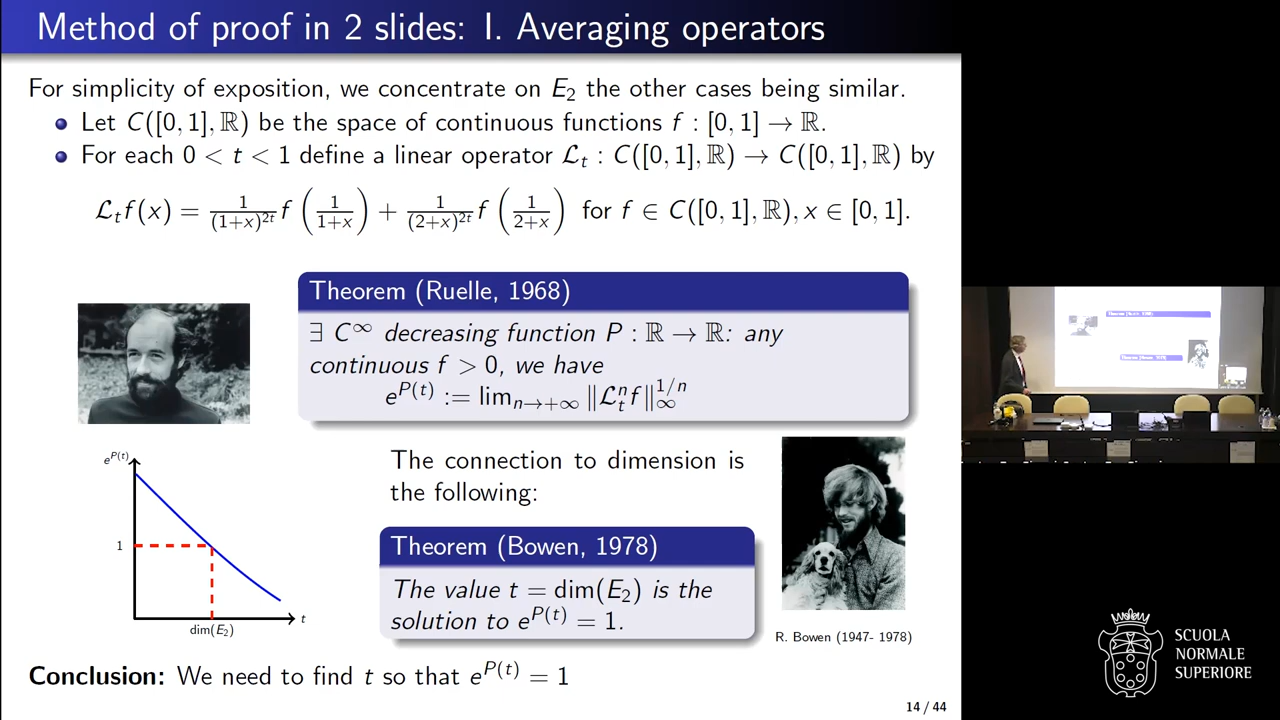 Method of proof in 2 slides: I. Averaging operators
For simplicity of exposition, we concentrate on E₂ the other cases being similar.
Let C([0, 1], ℝ) be the space of continuous functions f : [0, 1] → ℝ.
For each 0 < t < 1 define a linear operator ℒₜ : C([0, 1], ℝ) → C([0, 1], ℝ) by
ℒₜf(x) = 1/(1+x)²ᵗ f (1/(1+x)) + 1/(2+x)²ᵗ f (1/(2+x)) for f ∈ C([0, 1], ℝ), x ∈ [0, 1].
Theorem (Ruelle, 1968)
∃ C^∞ decreasing function P : ℝ → ℝ: any
continuous f > 0, we have
e^{P(t)} := lim_{n→+∞} ‖ℒₜⁿf‖_∞^{1/n}
e^{P(t)}
1
dim(E₂)
t
The connection to dimension is
the following:
Theorem (Bowen, 1978)
The value t = dim(E₂) is the
solution to e^{P(t)} = 1.
R. Bowen (1947- 1978)
Conclusion: We need to find t so that e^{P(t)} = 1
14 / 44
SCUOLA
NORMALE
SUPERIORE